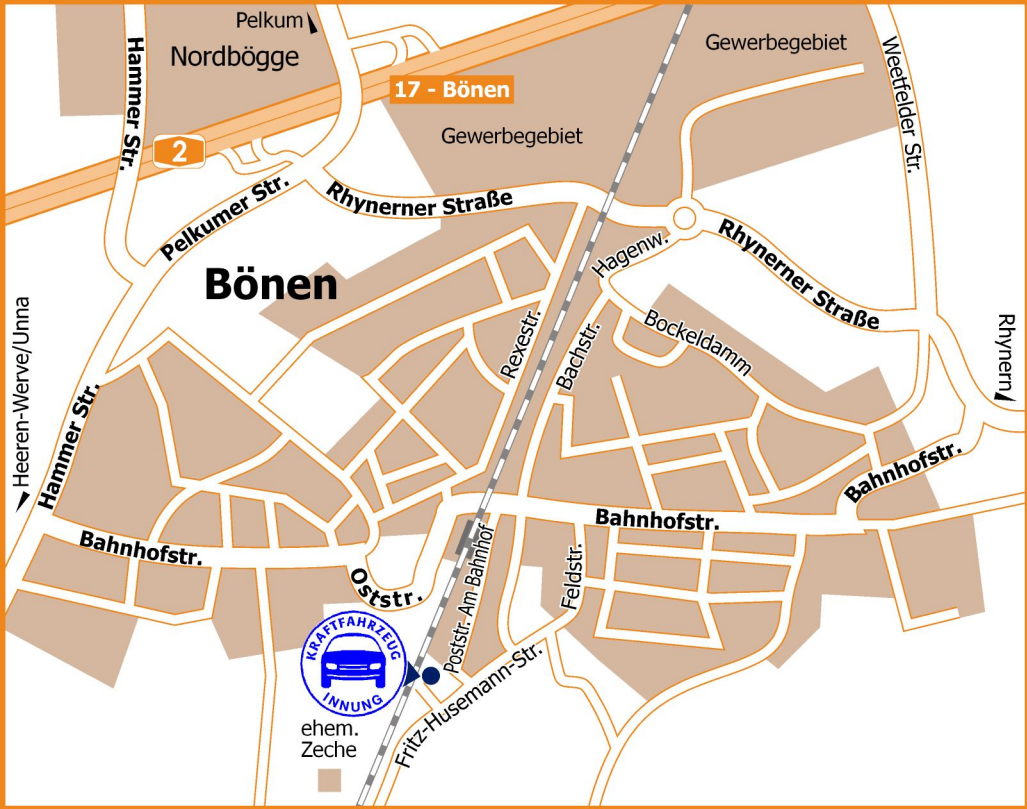 Pelkum
Nordbögge
Gewerbegebiet
Hammer Str.
Weetfelder Str.
17 - Bönen
Gewerbegebiet
2
Pelkumer Str.
Rhynerner Straße
Hagenw.
Rhynerner Straße
Bönen
Heeren-Werve/Unna
Rexestr.
Bachstr.
Bockeldamm
Rhynern
Hammer Str.
Bahnhofstr.
Bahnhofstr.
Bahnhofstr.
Oststr.
Poststr. Am Bahnhof
Feldstr.
KRAFTFAHRZEUG
INNUNG
Fritz-Husemann-Str.
ehem.
Zeche